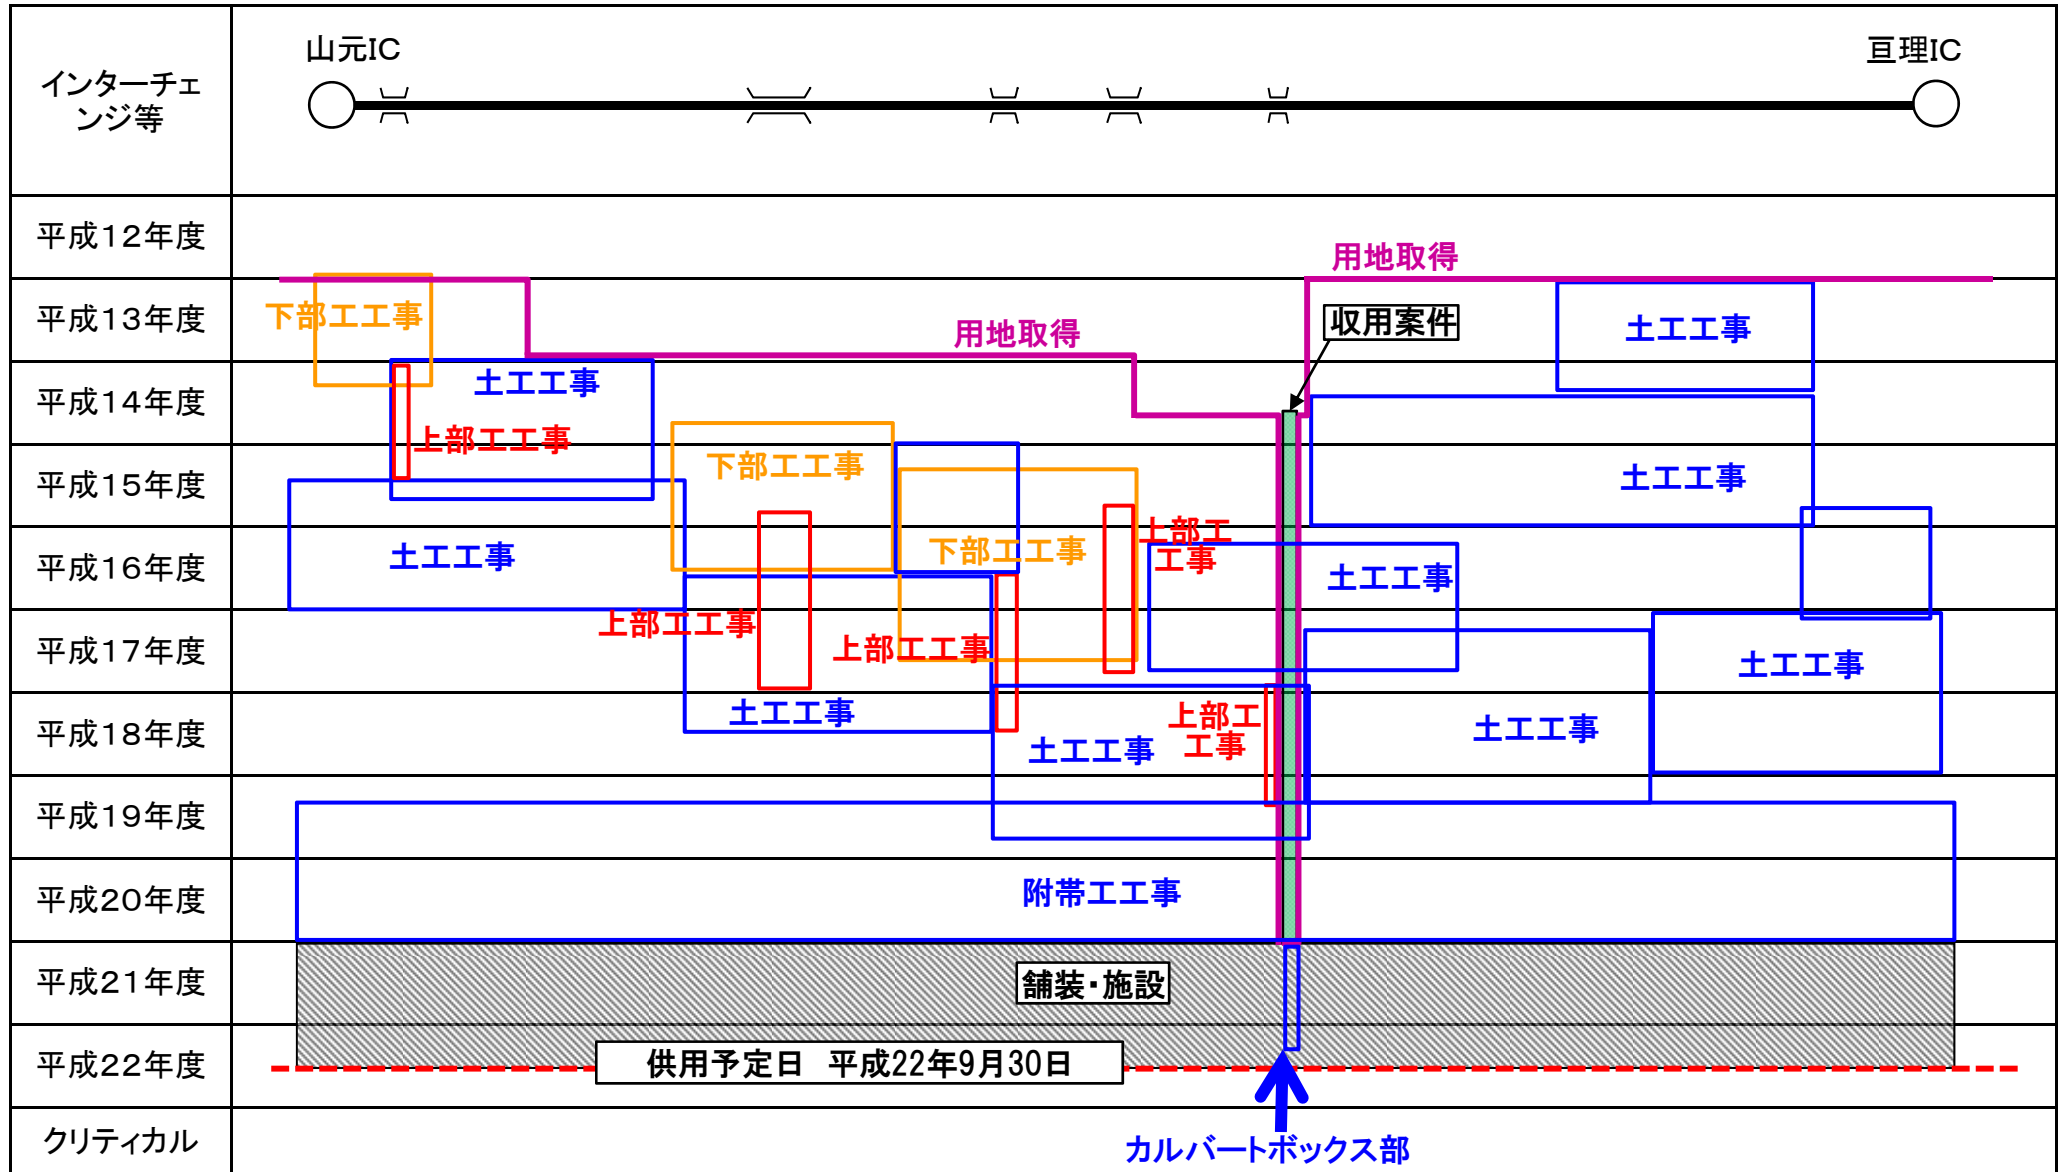 インターチェ
ンジ等
山元IC
亘理IC
平成12年度
用地取得
平成13年度
下部工工事
用地取得
収用案件
土工工事
平成14年度
土工工事
上部工工事
平成15年度
下部工工事
土工工事
平成16年度
土工工事
下部工工事
上部工
工事
土工工事
平成17年度
上部工工事
上部工工事
土工工事
平成18年度
土工工事
土工工事
上部工
工事
土工工事
平成19年度
平成20年度
附帯工工事
平成21年度
舗装・施設
平成22年度
供用予定日　平成22年9月30日
クリティカル
カルバートボックス部